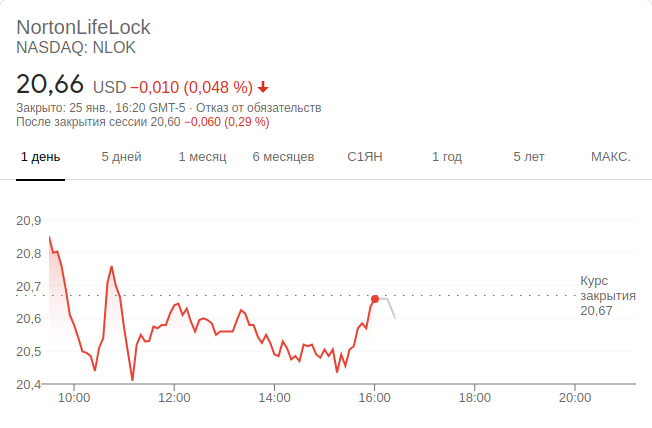 NortonLifeLock
NASDAQ: NLOK
20,66 USD −0,010 (0,048 %)
Закрыто: 25 янв., 16:20 GMT-5 · Отказ от обязательств
После закрытия сессии 20,60 −0,060 (0,29 %)
1 день 5 дней 1 месяц 6 месяцев С1ЯН 1 год 5 лет МАКС.
20,9
20,8
20,7
20,6
20,5
20,4
Курс
закрытия
20,67
10:00 12:00 14:00 16:00 18:00 20:00